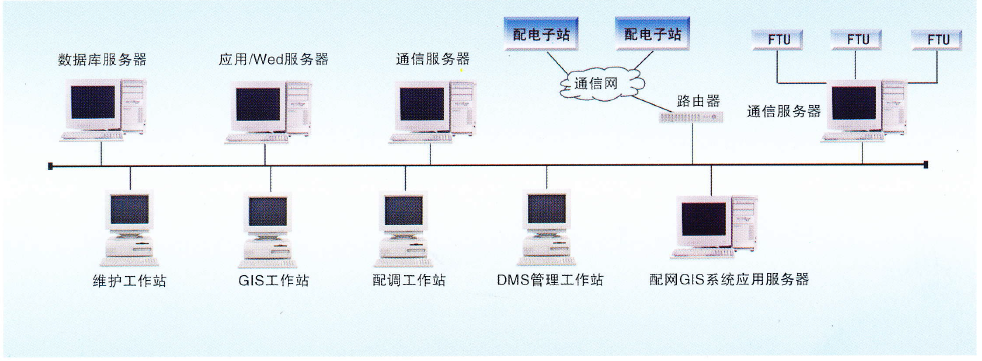 配电子站
配电子站
FTU
FTU
FTU
数据库服务器
应用/Wed服务器
通信服务器
通信网
路由器
通信服务器
维护工作站
GIS工作站
配调工作站
DMS管理工作站
配网GIS系统应用服务器